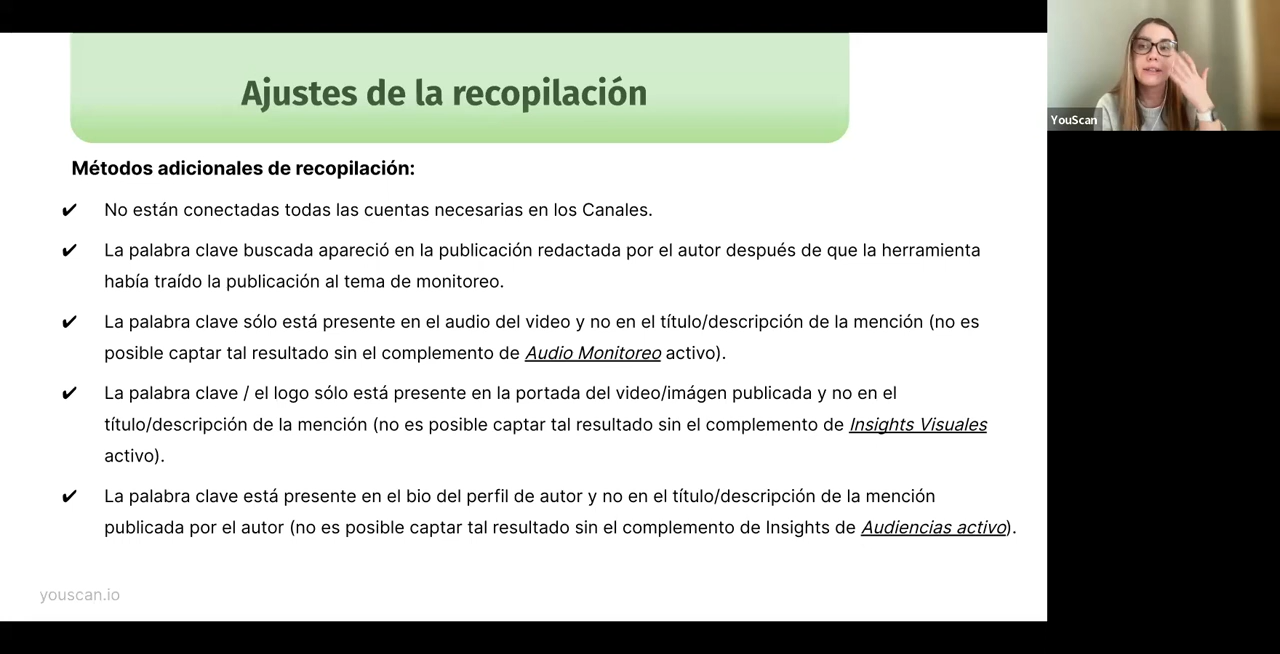 Ajustes de la recopilación
YouScan
Métodos adicionales de recopilación:
✔ No están conectadas todas las cuentas necesarias en los Canales.
✔ La palabra clave buscada apareció en la publicación redactada por el autor después de que la herramienta
había traído la publicación al tema de monitoreo.
✔ La palabra clave sólo está presente en el audio del video y no en el título/descripción de la mención (no es
posible captar tal resultado sin el complemento de Audio Monitoreo activo).
✔ La palabra clave / el logo sólo está presente en la portada del video/imágen publicada y no en el
título/descripción de la mención (no es posible captar tal resultado sin el complemento de Insights Visuales
activo).
✔ La palabra clave está presente en el bio del perfil de autor y no en el título/descripción de la mención
publicada por el autor (no es posible captar tal resultado sin el complemento de Insights de Audiencias activo).
youscan.io